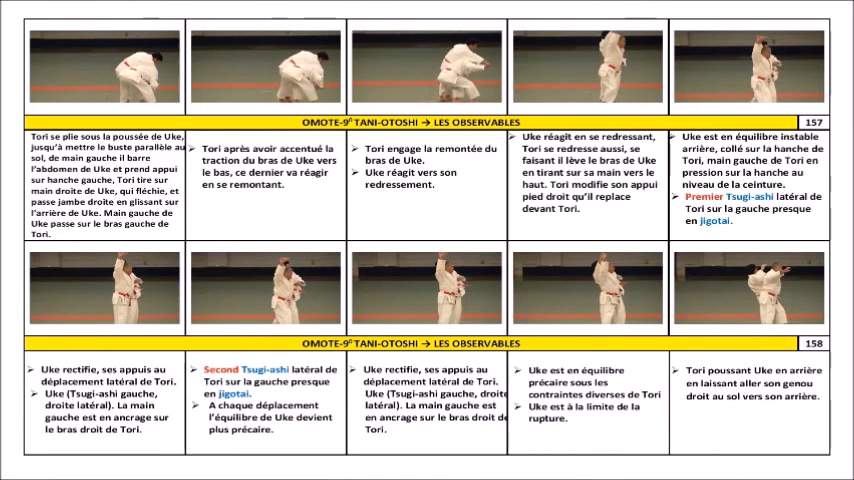 OMOTE-9° TANI-OTOSHI → LES OBSERVABLES 157
Tori se plie sous la poussée de Uke,
jusqu'à mettre le buste parallèle au
sol, de main gauche il barre
l'abdomen de Uke et prend appui
sur hanche gauche, Tori tire sur
main droite de Uke, qui fléchie, et
passe jambe droite en glissant sur
l'arrière de Uke. Main gauche de
Uke passe sur le bras gauche de
Tori.
➢ Tori après avoir accentué la
traction du bras de Uke vers
le bas, ce dernier va réagir
en se remontant.
➢ Tori engage la remontée du
bras de Uke.
➢ Uke réagit vers son
redressement.
➢ Uke réagit en se redressant,
Tori se redresse aussi, se
faisant il lève le bras de Uke
en tirant sur sa main vers le
haut. Tori modifie son appui
pied droit qu'il replace
devant Tori.
➢ Uke est en équilibre instable
arrière, collé sur la hanche de
Tori, main gauche de Tori en
pression sur la hanche au
niveau de la ceinture.
➢ Premier Tsugi-ashi latéral de
Tori sur la gauche presque
en jigotai.
OMOTE-9° TANI-OTOSHI → LES OBSERVABLES 158
➢ Uke rectifie, ses appuis au
déplacement latéral de Tori.
➢ Uke (Tsugi-ashi gauche,
droite latéral). La main
gauche est en ancrage sur
le bras droit de Tori.
➢ Second Tsugi-ashi latéral de
Tori sur la gauche presque
en jigotai.
➢ A chaque déplacement
l'équilibre de Uke devient
plus précaire.
➢ Uke rectifie, ses appuis au
déplacement latéral de Tori.
Uke (Tsugi-ashi gauche, droite
latéral). La main gauche est
en ancrage sur le bras droit de
Tori.
➢ Uke est en équilibre
précaire sous les
contraintes diverses de Tori
➢ Uke est à la limite de la
rupture.
➢ Tori poussant Uke en arrière
en laissant aller son genou
droit au sol vers son arrière.